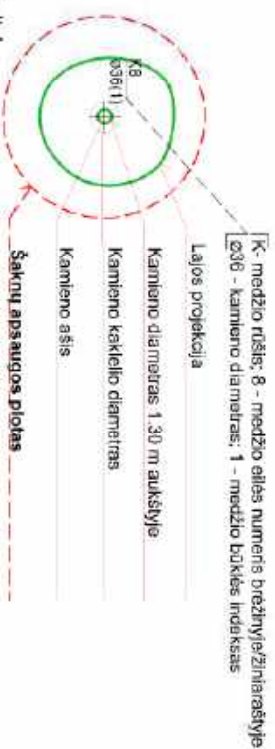 K- medžio rūšis; 8 - medžio eilės numeris brėžinyje/žiniaraštyje
ø36 - kamieno diametras; 1 - medžio būklės indeksas
K8
ø36(1)
Lajos projekcija
Kamieno diametras 1.30 m aukštyje
Kamieno kaklelio diametras
Kamieno ašis
Šaknų apsaugos plotas